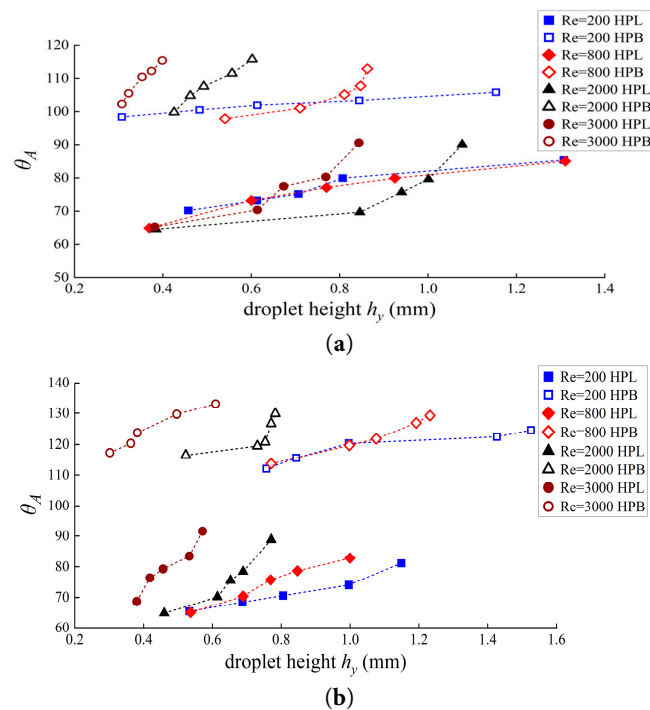 120
110
100
90
80
70
60
50
θA
0.2 0.4 0.6 0.8 1.0 1.2 1.4
droplet height hy (mm)
Re=200 HPL
Re=200 HPB
Re=800 HPL
Re=800 HPB
Re=2000 HPL
Re=2000 HPB
Re=3000 HPL
Re=3000 HPB
(a)
140
130
120
110
100
90
80
70
60
θA
0.2 0.4 0.6 0.8 1.0 1.2 1.4 1.6
droplet height hy (mm)
Re=200 HPL
Re=200 HPB
Re=800 HPL
Rc=800 HPB
Re=2000 HPL
Re=2000 HPB
Re=3000 HPL
Rc=3000 HPB
(b)